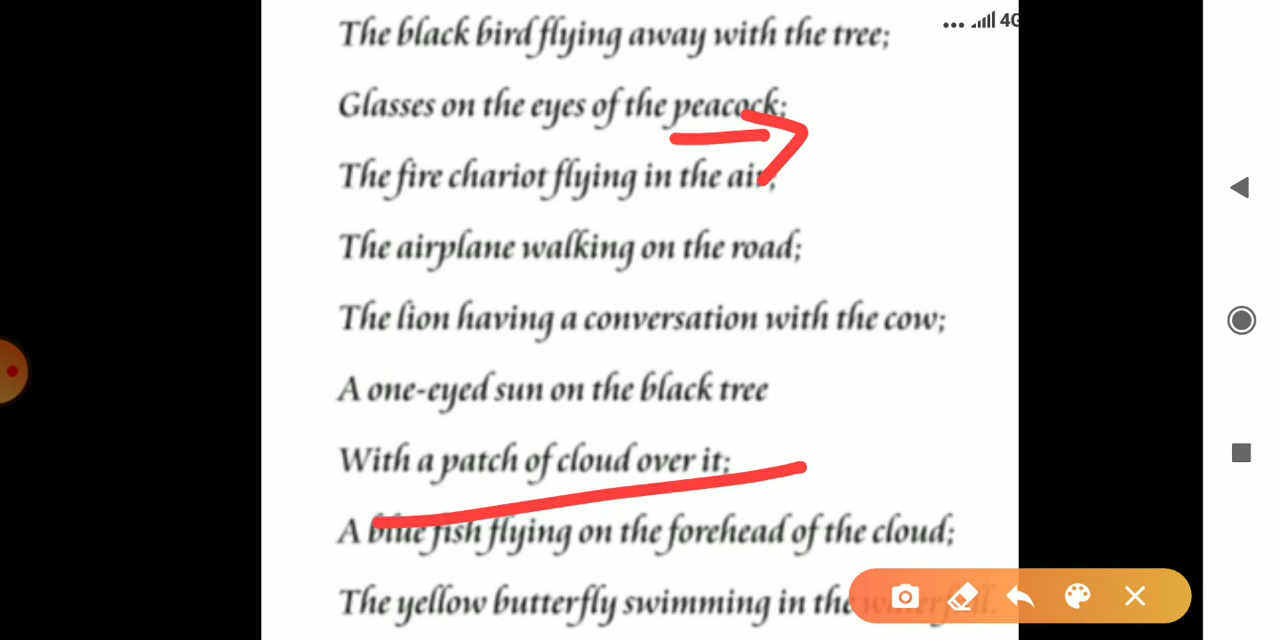 The black bird flying away with the tree;
4G
Glasses on the eyes of the peacock;
The fire chariot flying in the air;
The airplane walking on the road;
The lion having a conversation with the cow;
A one-eyed sun on the black tree
With a patch of cloud over it;
A blue fish flying on the forehead of the cloud;
The yellow butterfly swimming in the waterfall.